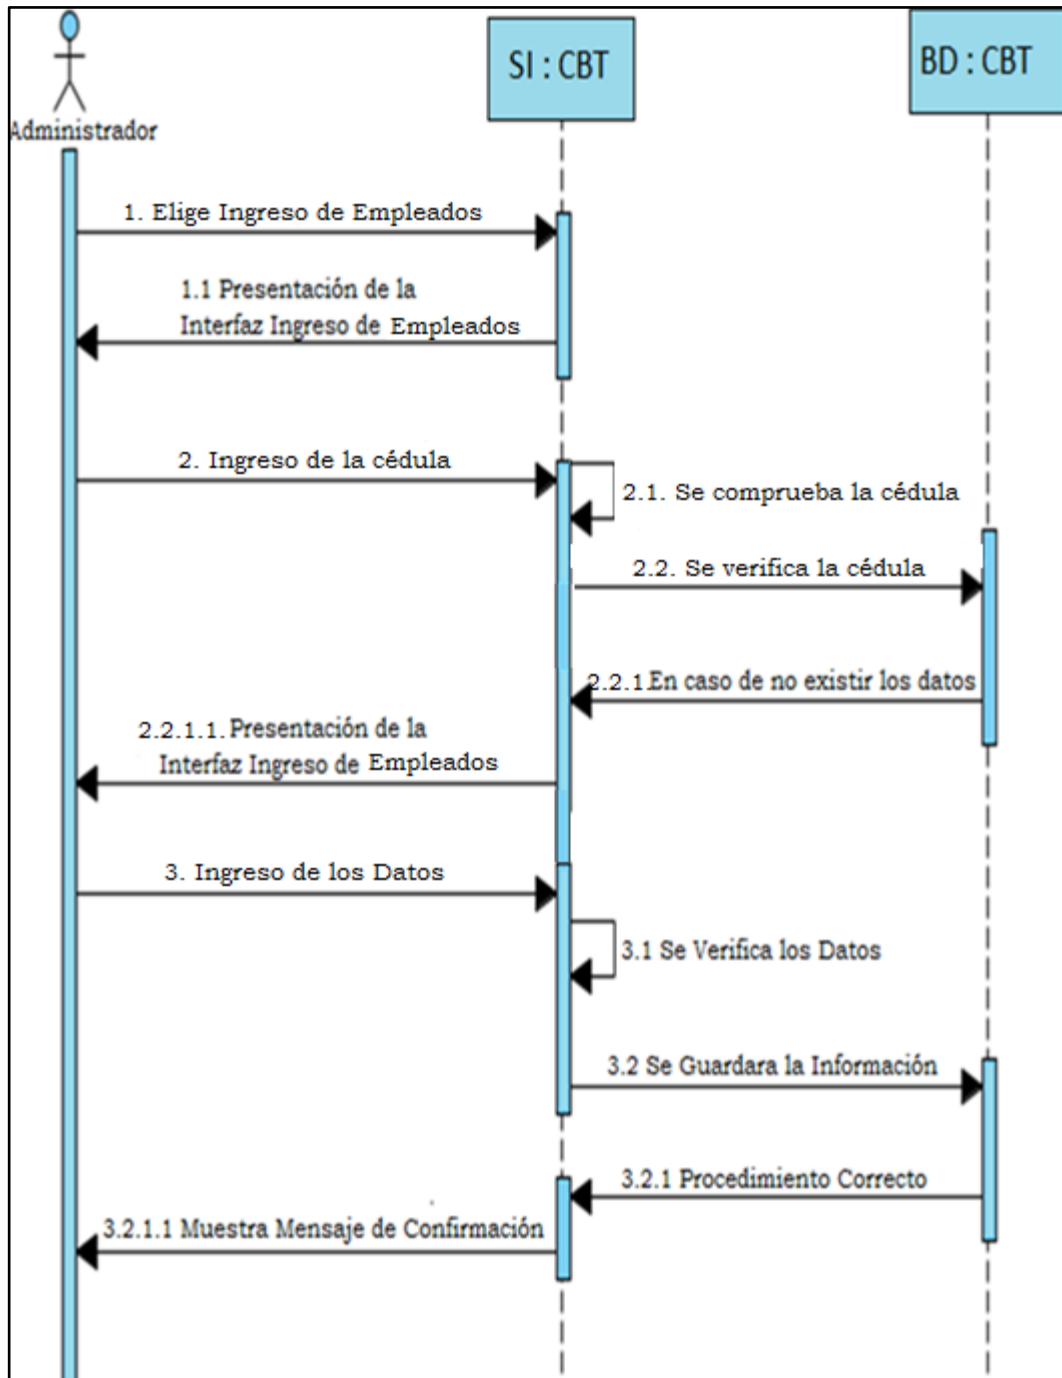 SI : CBT
BD : CBT
Administrador
1. Elige Ingreso de Empleados
1.1 Presentación de la
Interfaz Ingreso de Empleados
2. Ingreso de la cédula
2.1. Se comprueba la cédula
2.2. Se verifica la cédula
2.2.1 En caso de no existir los datos
2.2.1.1. Presentación de la
Interfaz Ingreso de Empleados
3. Ingreso de los Datos
3.1 Se Verifica los Datos
3.2 Se Guardara la Información
3.2.1 Procedimiento Correcto
3.2.1.1 Muestra Mensaje de Confirmación